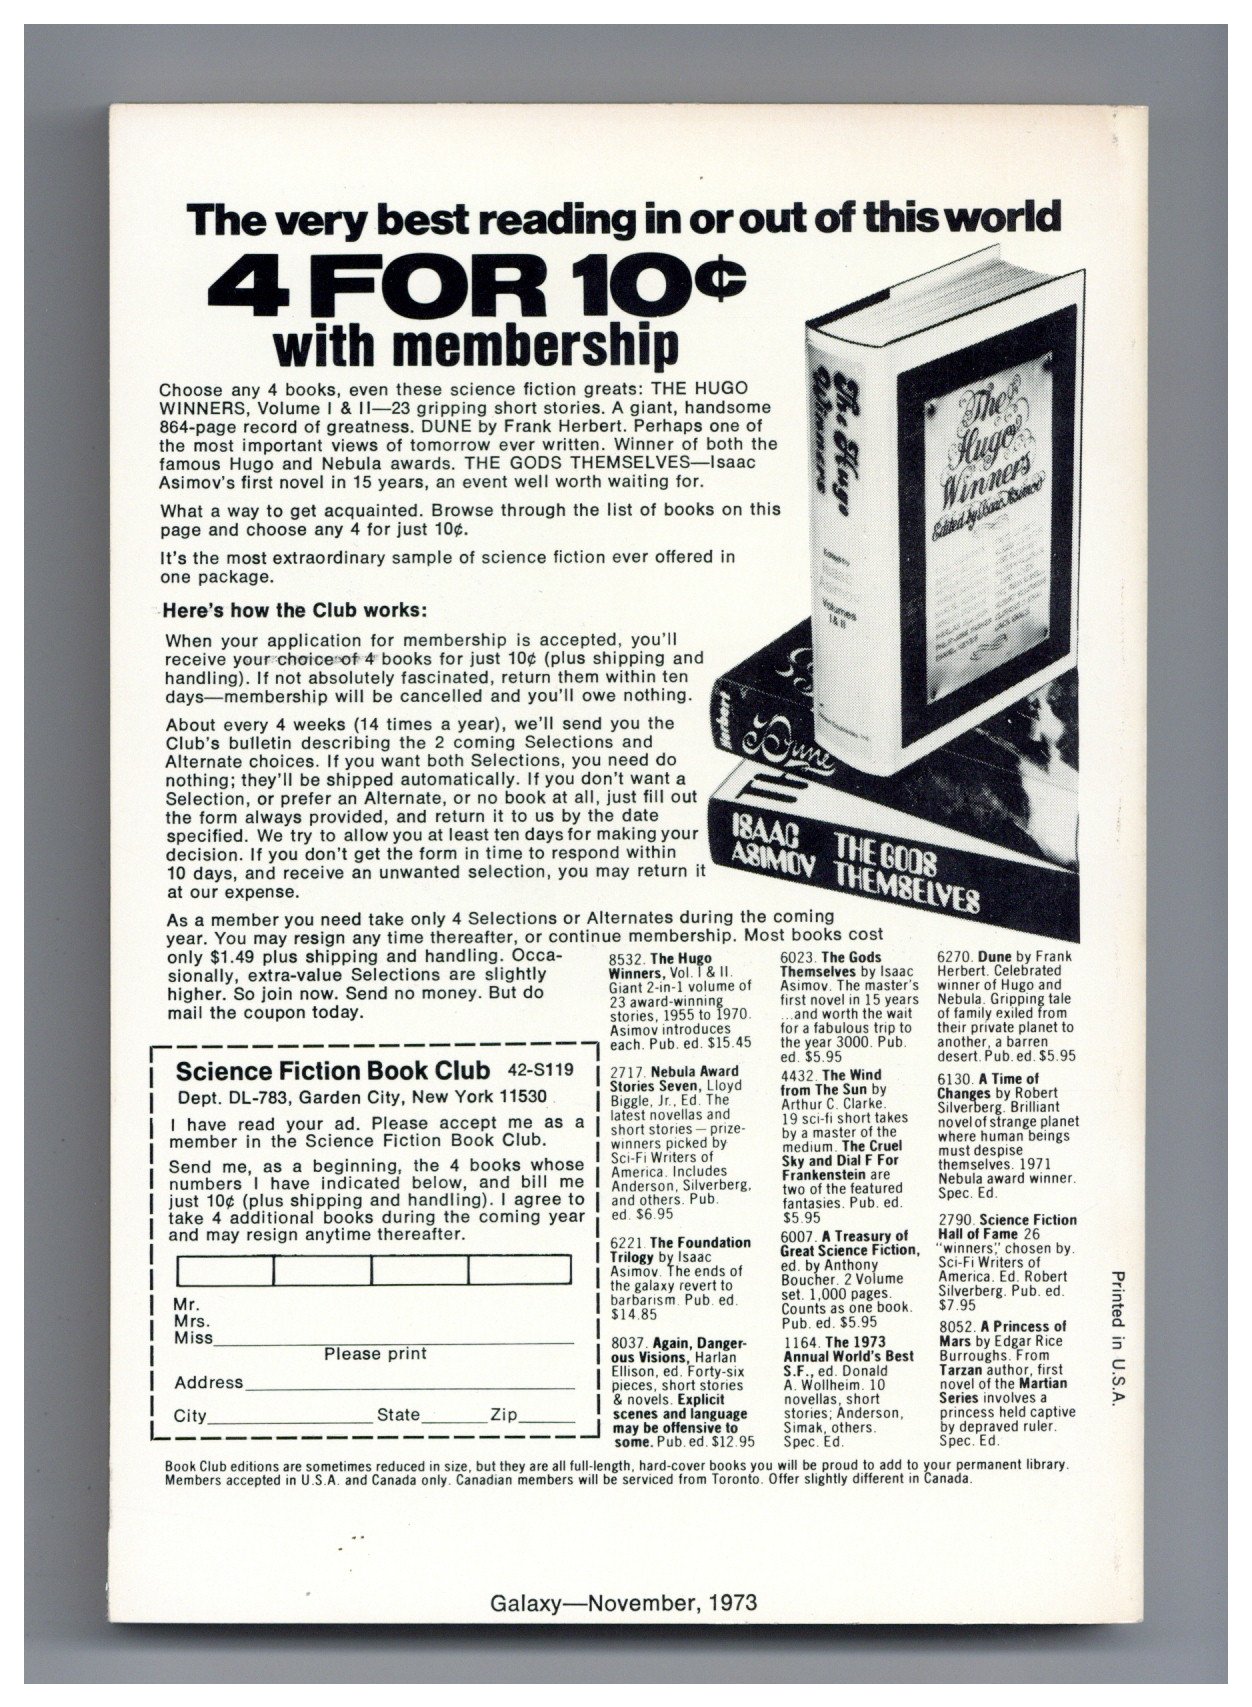 The very best reading in or out of this world
4 FOR 10¢
with membership
Choose any 4 books, even these science fiction greats: THE HUGO
WINNERS, Volume I & II—23 gripping short stories. A giant, handsome
864-page record of greatness. DUNE by Frank Herbert. Perhaps one of
the most important views of tomorrow ever written. Winner of both the
famous Hugo and Nebula awards. THE GODS THEMSELVES—Isaac
Asimov's first novel in 15 years, an event well worth waiting for.
What a way to get acquainted. Browse through the list of books on this
page and choose any 4 for just 10¢.
It's the most extraordinary sample of science fiction ever offered in
one package.
Here's how the Club works:
When your application for membership is accepted, you'll
receive your choice of 4 books for just 10¢ (plus shipping and
handling). If not absolutely fascinated, return them within ten
days—membership will be cancelled and you'll owe nothing.
About every 4 weeks (14 times a year), we'll send you the
Club's bulletin describing the 2 coming Selections and
Alternate choices. If you want both Selections, you need do
nothing; they'll be shipped automatically. If you don't want a
Selection, or prefer an Alternate, or no book at all, just fill out
the form always provided, and return it to us by the date
specified. We try to allow you at least ten days for making your
decision. If you don't get the form in time to respond within
10 days, and receive an unwanted selection, you may return it
at our expense.
As a member you need take only 4 Selections or Alternates during the coming
year. You may resign any time thereafter, or continue membership. Most books cost
only $1.49 plus shipping and handling. Occa-
sionally, extra-value Selections are slightly
higher. So join now. Send no money. But do
mail the coupon today.
The Hugo
Winners
Edited by
Volumes
I & II
The
Hugo
Winners
Edited by Isaac Asimov
Herbert
Dune
ISAAC
ASIMOV
THE GODS
THEMSELVES
Science Fiction Book Club 42-S119
Dept. DL-783, Garden City, New York 11530
I have read your ad. Please accept me as a
member in the Science Fiction Book Club.
Send me, as a beginning, the 4 books whose
numbers I have indicated below, and bill me
just 10¢ (plus shipping and handling). I agree to
take 4 additional books during the coming year
and may resign anytime thereafter.
Mr.
Mrs.
Miss
Please print
Address
City State Zip
8532. The Hugo
Winners, Vol. I & II.
Giant 2-in-1 volume of
23 award-winning
stories, 1955 to 1970.
Asimov introduces
each. Pub. ed. $15.45
2717. Nebula Award
Stories Seven, Lloyd
Biggle, Jr., Ed. The
latest novellas and
short stories — prize-
winners picked by
Sci-Fi Writers of
America. Includes
Anderson, Silverberg,
and others. Pub.
ed. $6.95
6221. The Foundation
Trilogy by Isaac
Asimov. The ends of
the galaxy revert to
barbarism. Pub. ed.
$14.85
8037. Again, Danger-
ous Visions, Harlan
Ellison, ed. Forty-six
pieces, short stories
& novels. Explicit
scenes and language
may be offensive to
some. Pub. ed. $12.95
6023. The Gods
Themselves by Isaac
Asimov. The master's
first novel in 15 years
...and worth the wait
for a fabulous trip to
the year 3000. Pub.
ed. $5.95
4432. The Wind
from The Sun by
Arthur C. Clarke.
19 sci-fi short takes
by a master of the
medium. The Cruel
Sky and Dial F For
Frankenstein are
two of the featured
fantasies. Pub. ed.
$5.95
6007. A Treasury of
Great Science Fiction,
ed. by Anthony
Boucher. 2 Volume
set. 1,000 pages.
Counts as one book.
Pub. ed. $5.95
1164. The 1973
Annual World's Best
S.F., ed. Donald
A. Wollheim. 10
novellas, short
stories; Anderson,
Simak, others.
Spec. Ed.
6270. Dune by Frank
Herbert. Celebrated
winner of Hugo and
Nebula. Gripping tale
of family exiled from
their private planet to
another, a barren
desert. Pub. ed. $5.95
6130. A Time of
Changes by Robert
Silverberg. Brilliant
novel of strange planet
where human beings
must despise
themselves. 1971
Nebula award winner.
Spec. Ed.
2790. Science Fiction
Hall of Fame 26
"winners," chosen by.
Sci-Fi Writers of
America. Ed. Robert
Silverberg. Pub. ed.
$7.95
8052. A Princess of
Mars by Edgar Rice
Burroughs. From
Tarzan author, first
novel of the Martian
Series involves a
princess held captive
by depraved ruler.
Spec. Ed.
Printed in U.S.A.
Book Club editions are sometimes reduced in size, but they are all full-length, hard-cover books you will be proud to add to your permanent library.
Members accepted in U.S.A. and Canada only. Canadian members will be serviced from Toronto. Offer slightly different in Canada.
Galaxy—November, 1973